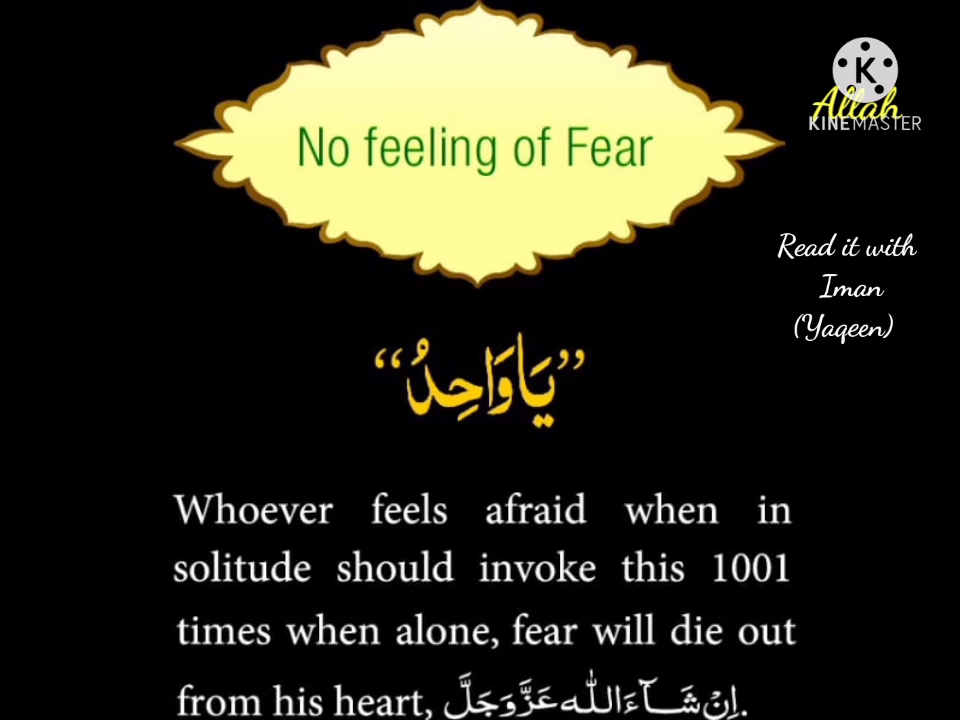 No feeling of Fear
K
Allah
KINEMASTER
Read it with
Iman
(Yaqeen)
”يَا وَاحِدُ“
Whoever feels afraid when in
solitude should invoke this 1001
times when alone, fear will die out
from his heart, اِنْ شَــآءَ اللّٰه عَزَّوَجَلَّ.